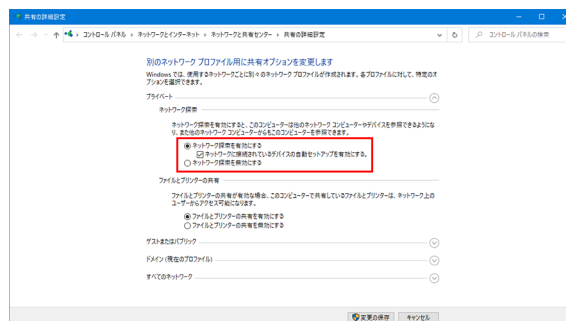 共有の詳細設定
コントロール パネル › ネットワークとインターネット › ネットワークと共有センター › 共有の詳細設定
コントロール パネルの検索
別のネットワーク プロファイル用に共有オプションを変更します
Windows では、使用するネットワークごとに別々のネットワーク プロファイルが作成されます。各プロファイルに対して、特定のオ
プションを選択できます。
プライベート
ネットワーク探索
ネットワーク探索を有効にすると、このコンピューターは他のネットワーク コンピューターやデバイスを参照できるようにな
り、また他のネットワーク コンピューターからもこのコンピューターを参照できます。
ネットワーク探索を有効にする
ネットワークに接続されているデバイスの自動セットアップを有効にする。
ネットワーク探索を無効にする
ファイルとプリンターの共有
ファイルとプリンターの共有が有効な場合、このコンピューターで共有しているファイルとプリンターは、ネットワーク上の
ユーザーからアクセス可能になります。
ファイルとプリンターの共有を有効にする
ファイルとプリンターの共有を無効にする
ゲストまたはパブリック
ドメイン (現在のプロファイル)
すべてのネットワーク
変更の保存 キャンセル